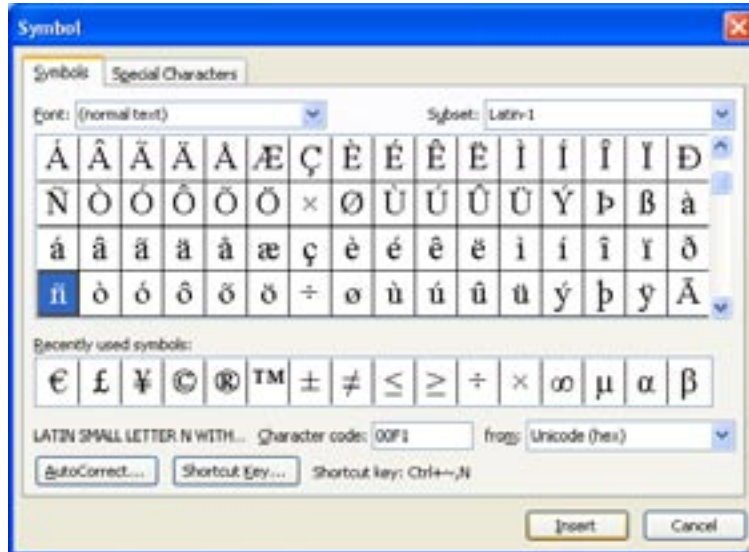 Symbol
Symbols Special Characters
Font: (normal text) Subset: Latin-1
Á Â Ã Ä Å Æ Ç È É Ê Ë Ì Í Î Ï Ð
Ñ Ò Ó Ô Õ Ö × Ø Ù Ú Û Ü Ý Þ ß à
á â ã ä å æ ç è é ê ë ì í î ï ð
ñ ò ó ô õ ö ÷ ø ù ú û ü ý þ ÿ Ā
Recently used symbols:
€ £ ¥ © ® ™ ± ≠ ≤ ≥ ÷ × ∞ µ α β
LATIN SMALL LETTER N WITH... Character code: 00F1 from: Unicode (hex)
AutoCorrect... Shortcut Key... Shortcut key: Ctrl+~,N
Insert Cancel